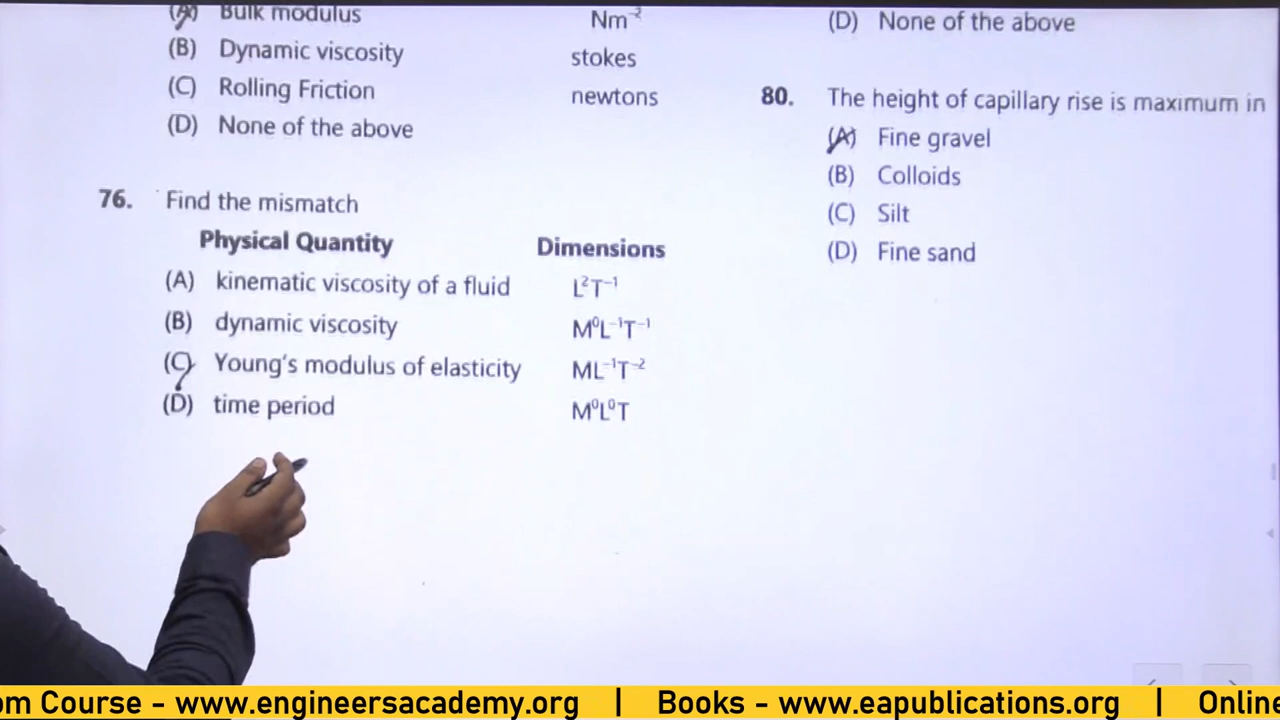 (A) Bulk modulus Nm⁻²
(B) Dynamic viscosity stokes
(C) Rolling Friction newtons
(D) None of the above
76. Find the mismatch
Physical Quantity Dimensions
(A) kinematic viscosity of a fluid L²T⁻¹
(B) dynamic viscosity M⁰L⁻¹T⁻¹
(C) Young's modulus of elasticity ML⁻¹T⁻²
(D) time period M⁰L⁰T
(D) None of the above
80. The height of capillary rise is maximum in
(A) Fine gravel
(B) Colloids
(C) Silt
(D) Fine sand
om Course - www.engineersacademy.org | Books - www.eapublications.org | Online